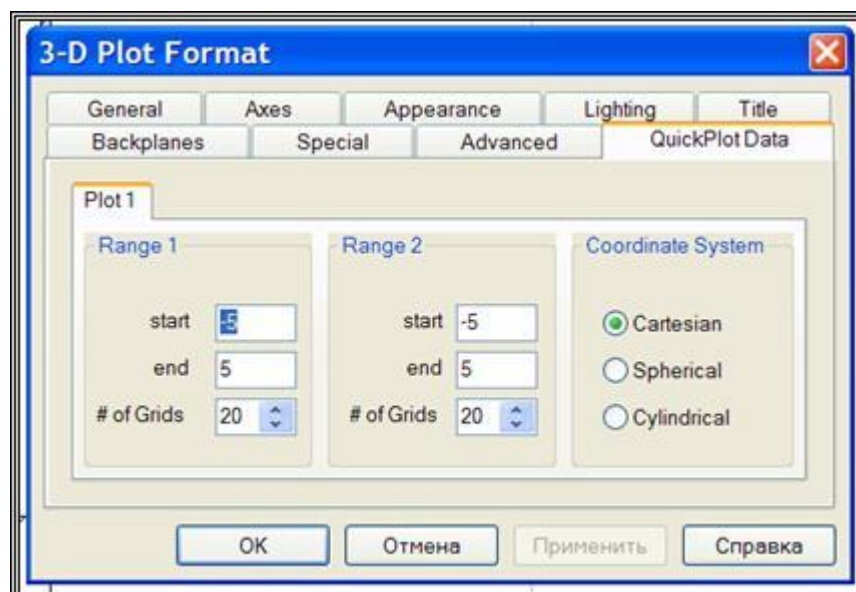 3-D Plot Format
General Axes Appearance Lighting Title
Backplanes Special Advanced QuickPlot Data
Plot 1
Range 1 Range 2 Coordinate System
start -5 start -5 Cartesian
end 5 end 5 Spherical
# of Grids 20 # of Grids 20 Cylindrical
OK Отмена Применить Справка